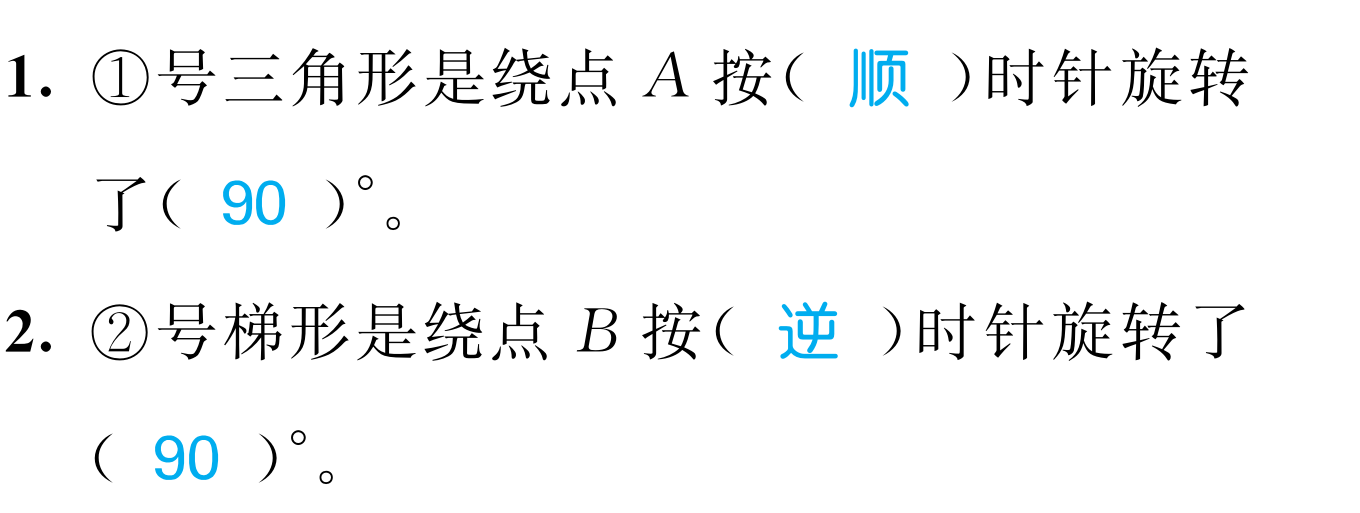 1. ①号三角形是绕点 A 按( 顺 )时针旋转
了( 90 )°。
2. ②号梯形是绕点 B 按( 逆 )时针旋转了
( 90 )°。